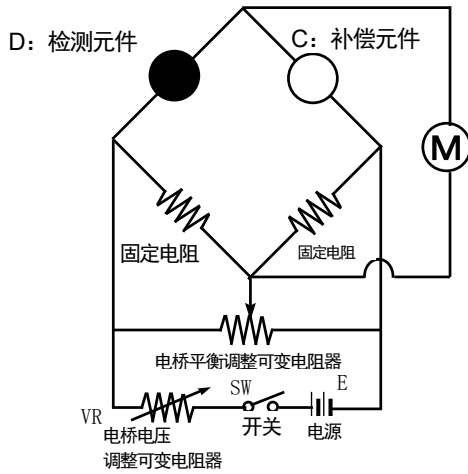 D：检测元件
C：补偿元件
M
固定电阻
固定电阻
电桥平衡调整可变电阻器
SW
E
VR
电桥电压
调整可变电阻器
开关
电源